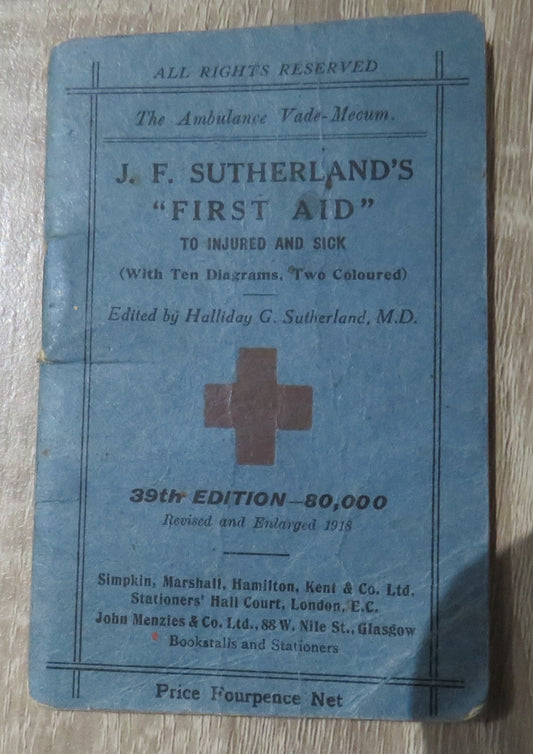 ALL RIGHTS RESERVED
The Ambulance Vade-Mecum.
J. F. SUTHERLAND'S
"FIRST AID"
TO INJURED AND SICK
(With Ten Diagrams, Two Coloured)
Edited by Halliday G. Sutherland, M.D.
39th EDITION—80,000
Revised and Enlarged 1918
Simpkin, Marshall, Hamilton, Kent & Co. Ltd.
Stationers' Hall Court, London, E.C.
John Menzies & Co. Ltd., 88 W. Nile St., Glasgow
Bookstalls and Stationers
Price Fourpence Net